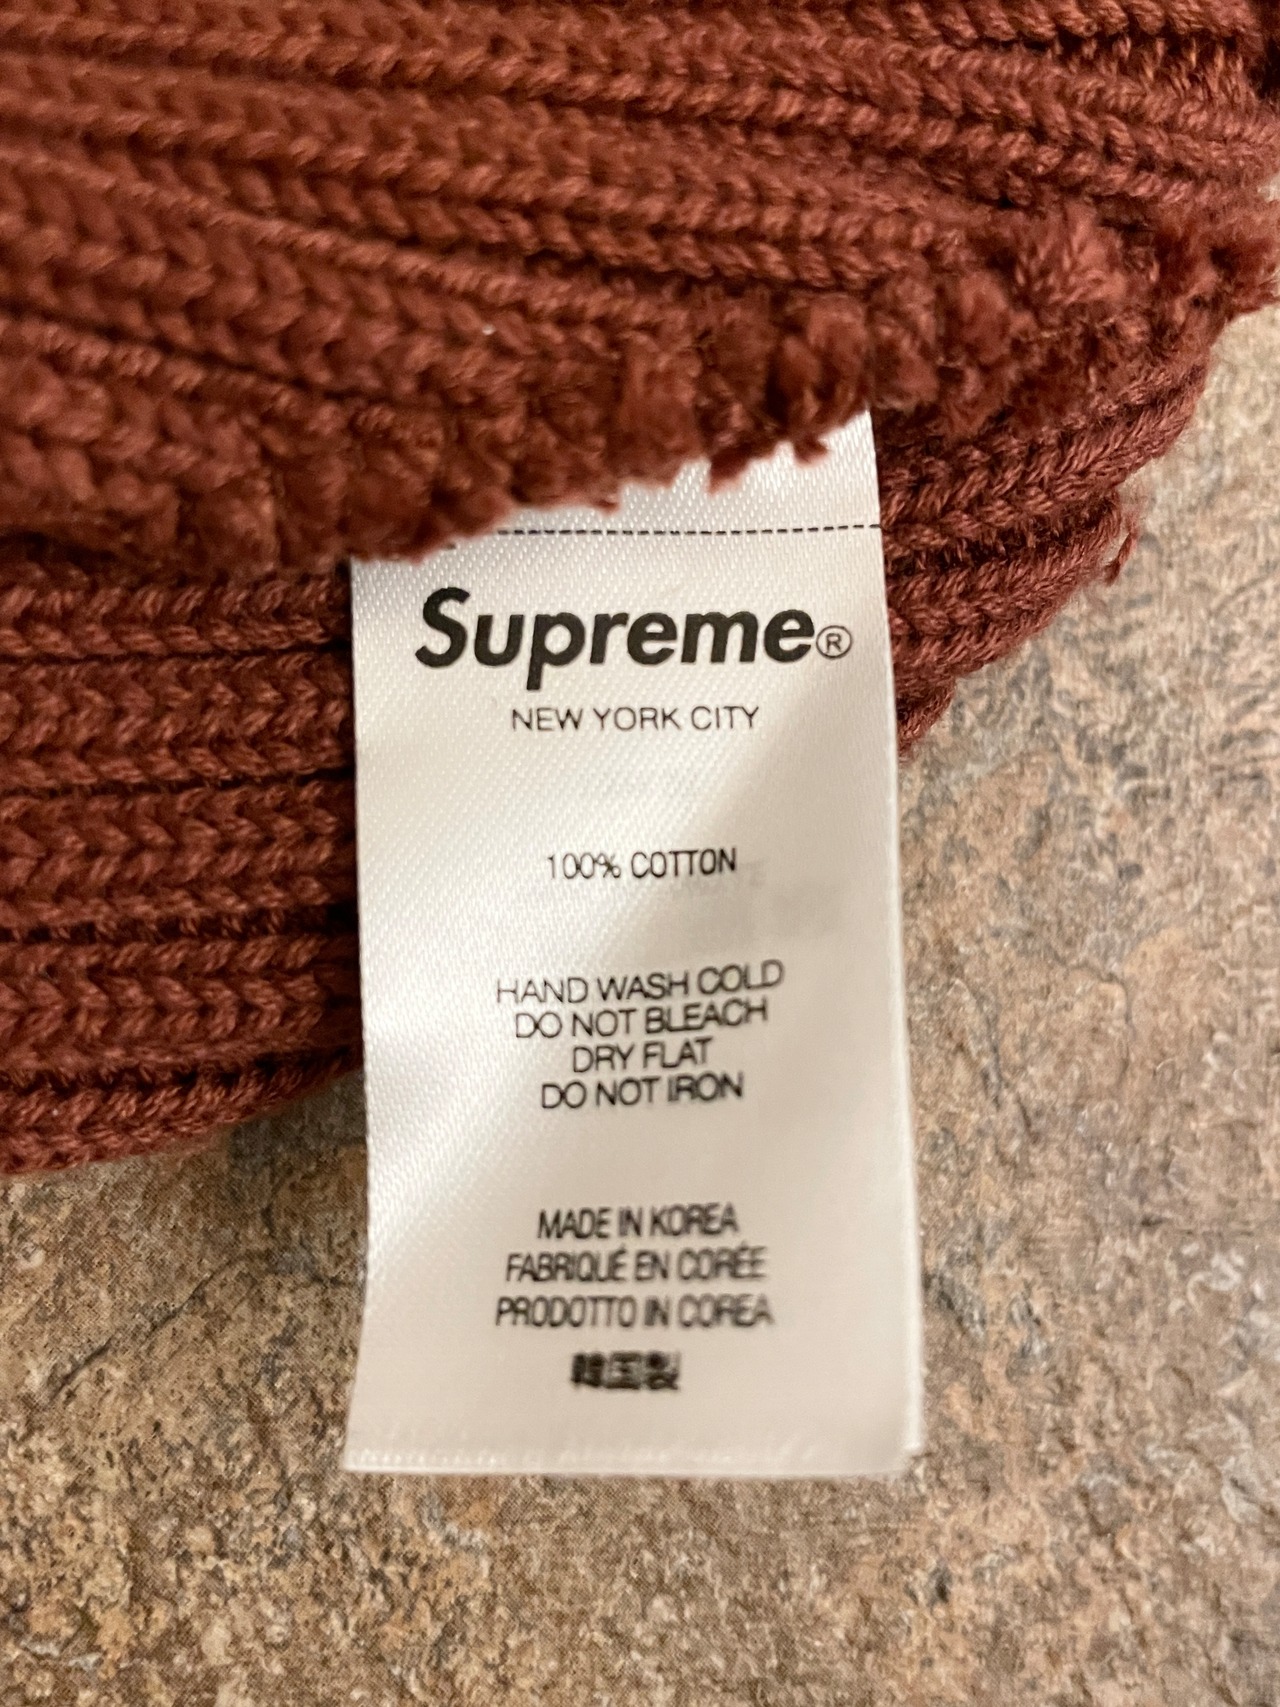 Supreme®
NEW YORK CITY
100% COTTON
HAND WASH COLD
DO NOT BLEACH
DRY FLAT
DO NOT IRON
MADE IN KOREA
FABRIQUÉ EN CORÉE
PRODOTTO IN COREA
韓国製